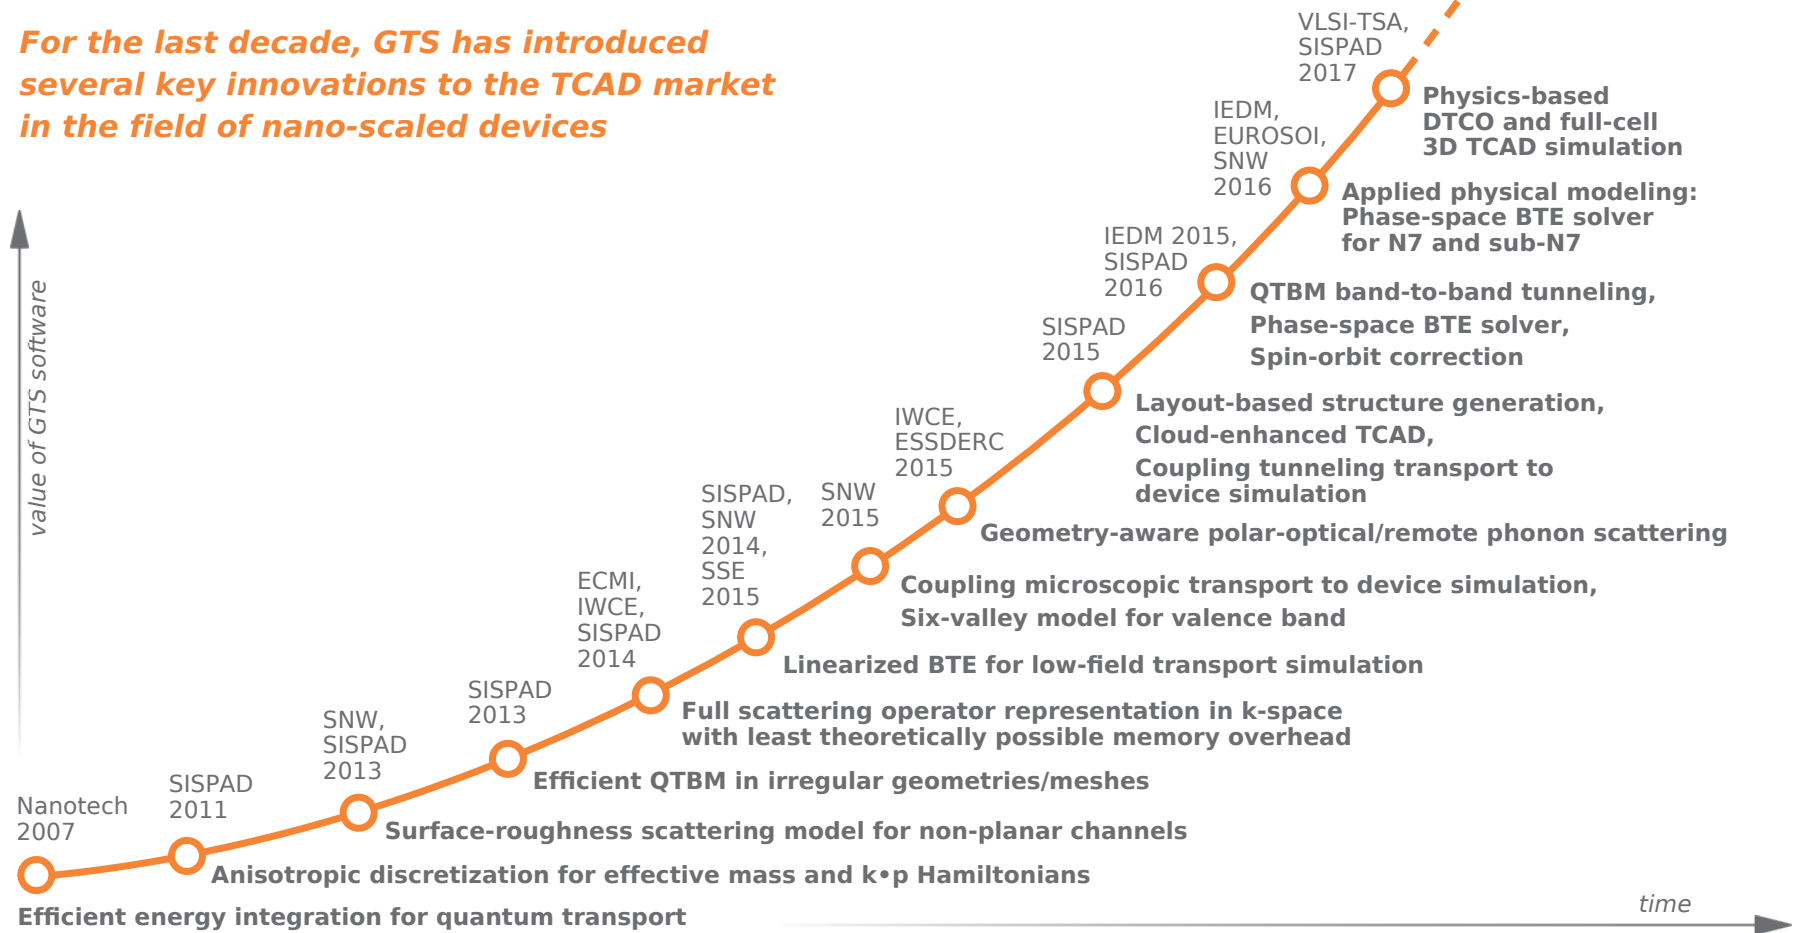 For the last decade, GTS has introduced
several key innovations to the TCAD market
in the field of nano-scaled devices
value of GTS software
time
Nanotech
2007
Efficient energy integration for quantum transport
SISPAD
2011
Anisotropic discretization for effective mass and k•p Hamiltonians
SNW,
SISPAD
2013
Surface-roughness scattering model for non-planar channels
SISPAD
2013
Efficient QTBM in irregular geometries/meshes
ECMI,
IWCE,
SISPAD
2014
Full scattering operator representation in k-space
with least theoretically possible memory overhead
SISPAD,
SNW
2014,
SSE
2015
Linearized BTE for low-field transport simulation
SNW
2015
Coupling microscopic transport to device simulation,
Six-valley model for valence band
IWCE,
ESSDERC
2015
Geometry-aware polar-optical/remote phonon scattering
SISPAD
2015
Layout-based structure generation,
Cloud-enhanced TCAD,
Coupling tunneling transport to
device simulation
IEDM 2015,
SISPAD
2016
QTBM band-to-band tunneling,
Phase-space BTE solver,
Spin-orbit correction
IEDM,
EUROSOI,
SNW
2016
Applied physical modeling:
Phase-space BTE solver
for N7 and sub-N7
VLSI-TSA,
SISPAD
2017
Physics-based
DTCO and full-cell
3D TCAD simulation